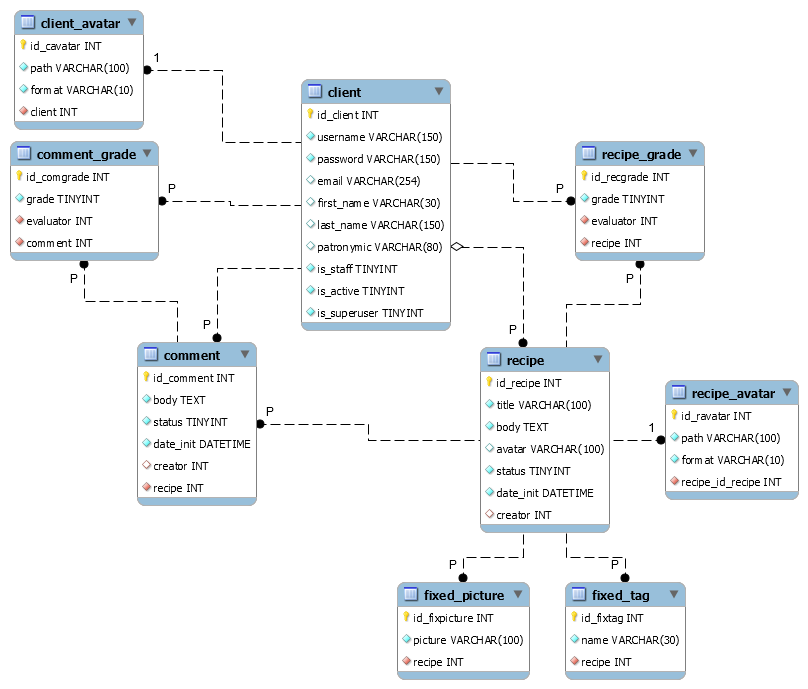 client_avatar
id_cavatar INT
path VARCHAR(100)
format VARCHAR(10)
client INT
1
comment_grade
id_comgrade INT
grade TINYINT
evaluator INT
comment INT
P
P
client
id_client INT
username VARCHAR(150)
password VARCHAR(150)
email VARCHAR(254)
first_name VARCHAR(30)
last_name VARCHAR(150)
patronymic VARCHAR(80)
is_staff TINYINT
is_active TINYINT
is_superuser TINYINT
recipe_grade
id_recgrade INT
grade TINYINT
evaluator INT
recipe INT
P
P
P
comment
id_comment INT
body TEXT
status TINYINT
date_init DATETIME
creator INT
recipe INT
P
P
recipe
id_recipe INT
title VARCHAR(100)
body TEXT
avatar VARCHAR(100)
status TINYINT
date_init DATETIME
creator INT
1
recipe_avatar
id_ravatar INT
path VARCHAR(100)
format VARCHAR(10)
recipe_id_recipe INT
P
fixed_picture
id_fixpicture INT
picture VARCHAR(100)
recipe INT
P
fixed_tag
id_fixtag INT
name VARCHAR(30)
recipe INT